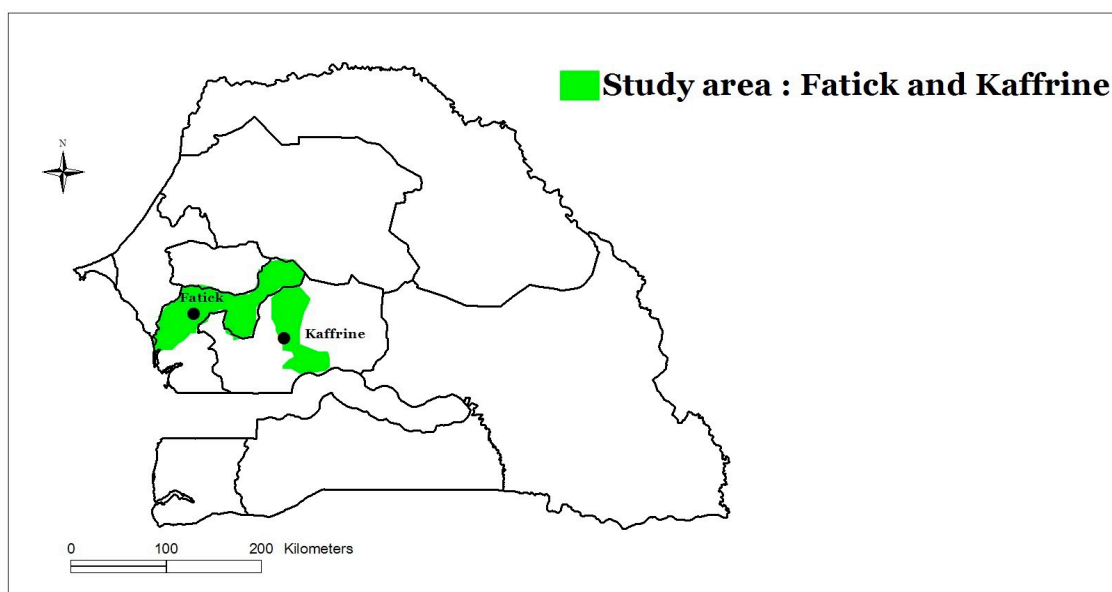 Study area : Fatick and Kaffrine
N
Fatick
Kaffrine
0 100 200 Kilometers